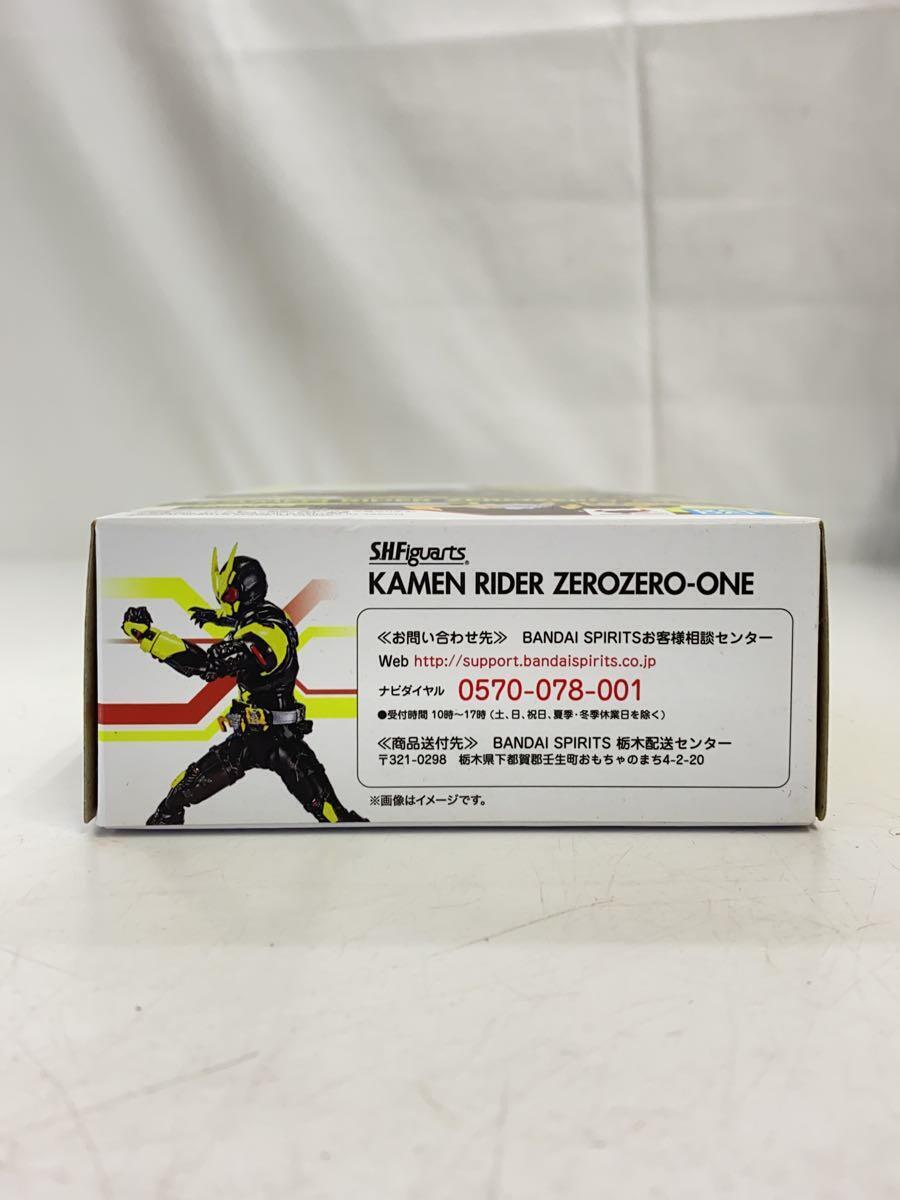 S.H.Figuarts®
KAMEN RIDER ZEROZERO-ONE
≪お問い合わせ先≫ BANDAI SPIRITSお客様相談センター
Web http://support.bandaispirits.co.jp
ナビダイヤル 0570-078-001
●受付時間 10時～17時（土、日、祝日、夏季・冬季休業日を除く）
≪商品送付先≫ BANDAI SPIRITS 栃木配送センター
〒321-0298 栃木県下都賀郡壬生町おもちゃのまち4-2-20
※画像はイメージです。